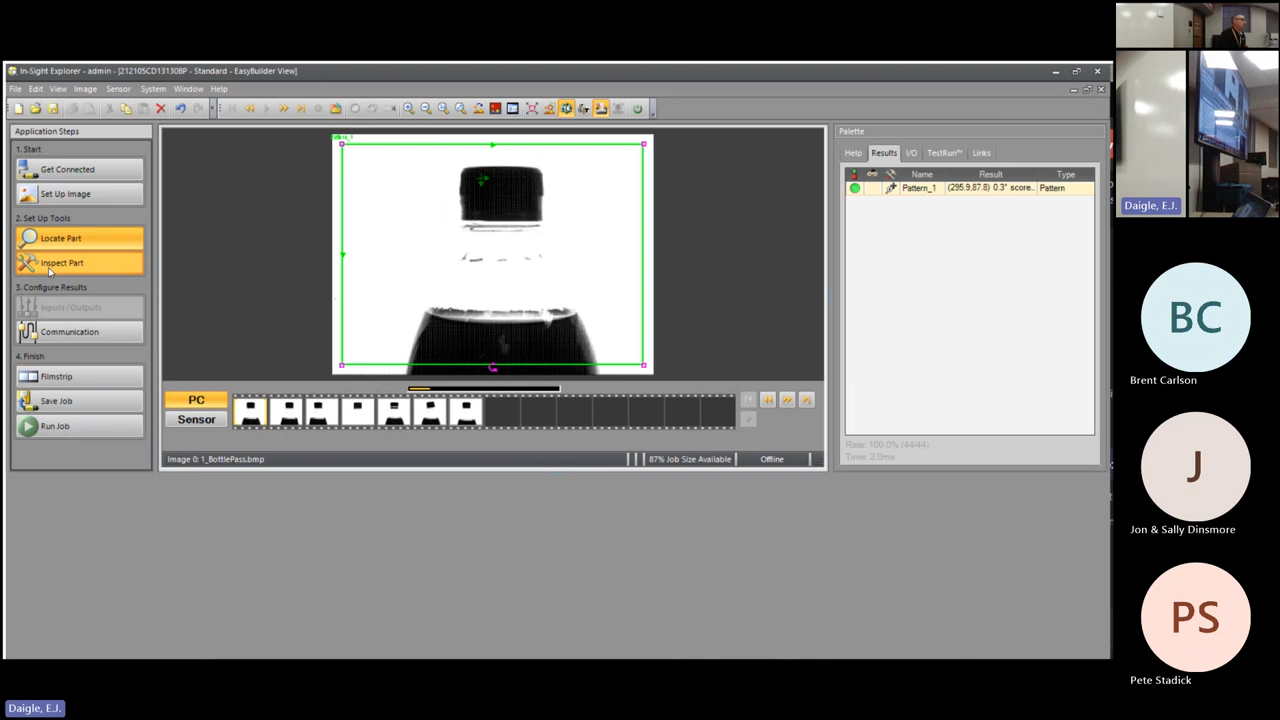 In-Sight Explorer - admin - [212105CD13130BP - Standard - EasyBuilder View]
File Edit View Image Sensor System Window Help
Application Steps
1. Start
Get Connected
Set Up Image
2. Set Up Tools
Locate Part
Inspect Part
3. Configure Results
Inputs/Outputs
Communication
4. Finish
Filmstrip
Save Job
Run Job
Pattern_1
PC
Sensor
Image 0: 1_BottlePass.bmp
87% Job Size Available
Offline
Palette
Help Results I/O TestRun™ Links
Name Result Type
Pattern_1 (295.9,87.8) 0.3° score... Pattern
Rate: 100.0% (44/44)
Time: 2.0ms
Daigle, E.J.
BC
Brent Carlson
J
Jon & Sally Dinsmore
PS
Pete Stadick
Daigle, E.J.